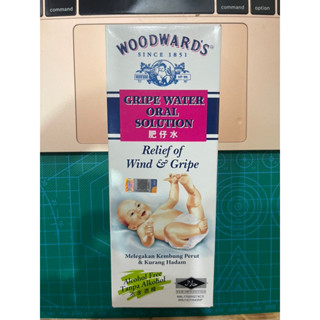 command
option
command
WOODWARD'S
SINCE 1851
GRIPE WATER
ORAL
SOLUTION
肥仔水
Relief of
Wind & Gripe
Melegakan Kembung Perut
& Kurang Hadam
Alcohol Free
Tanpa Alkohol